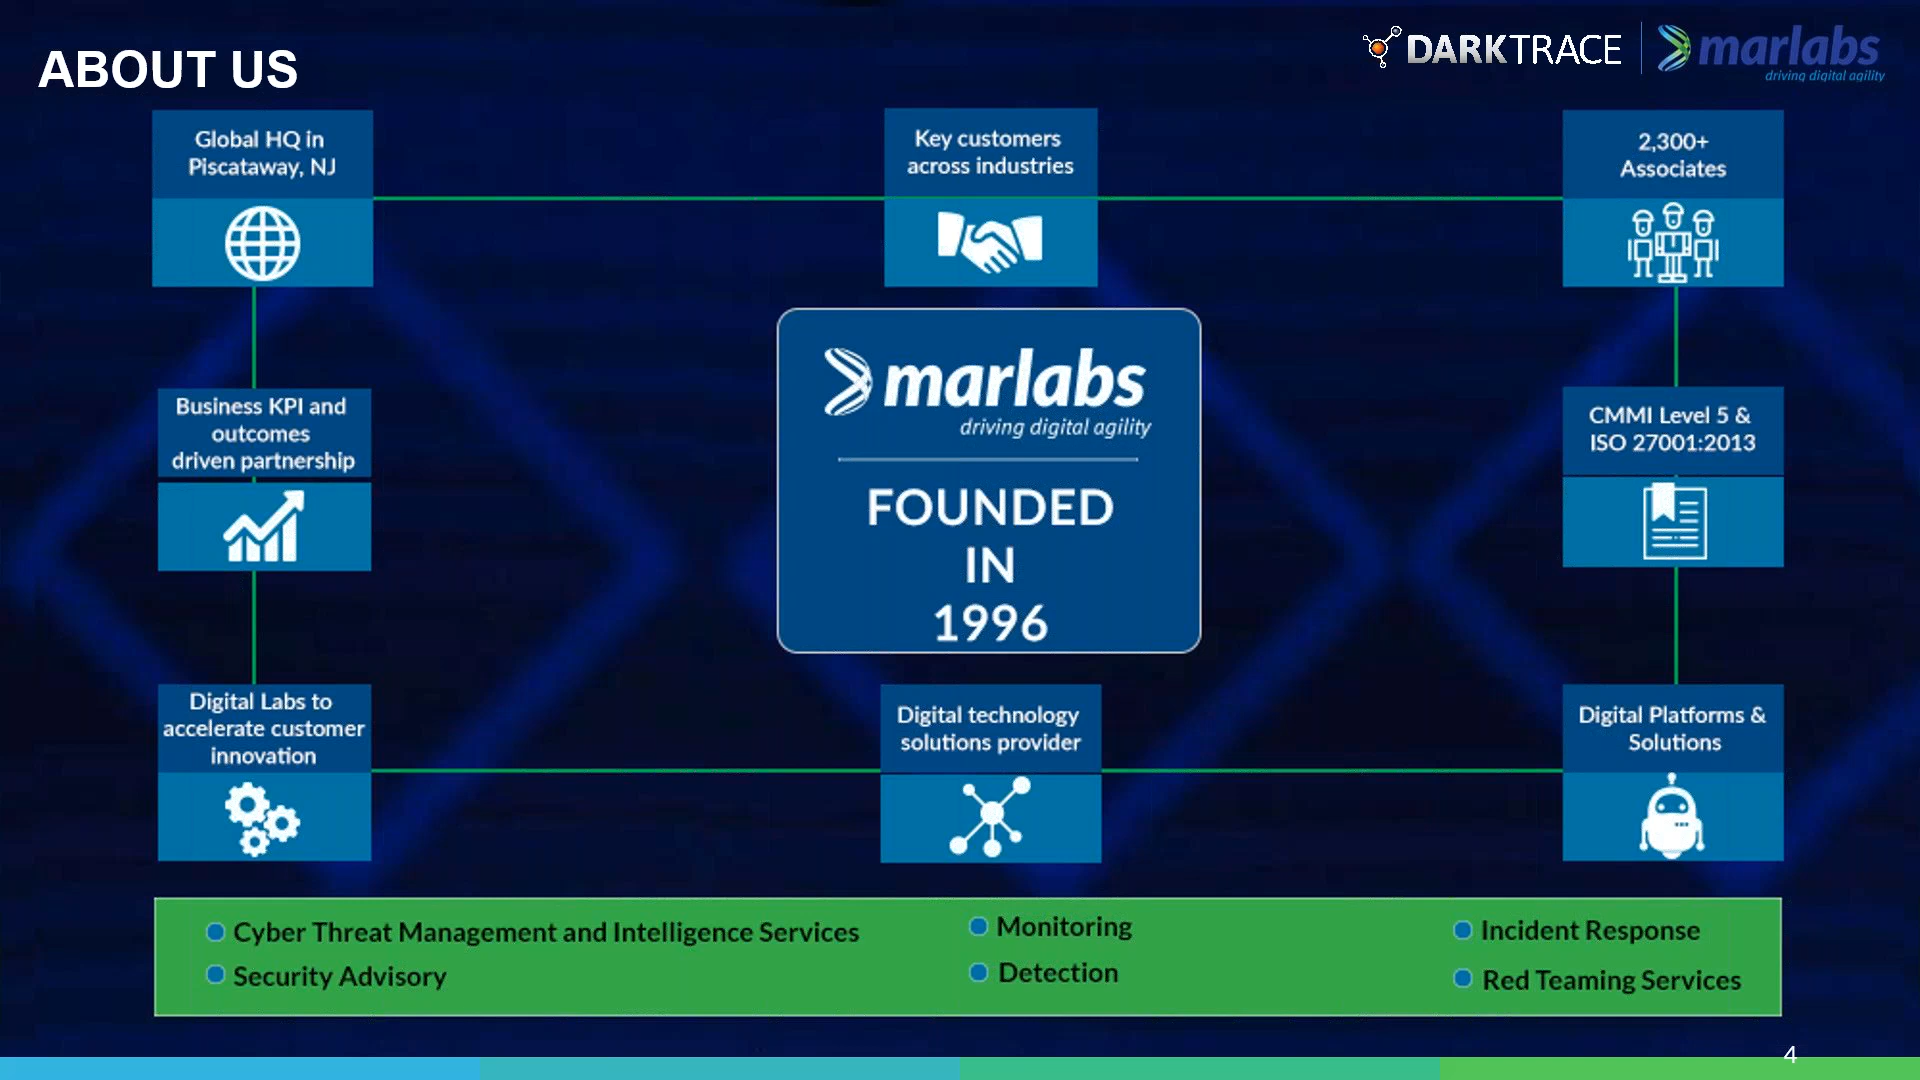 ABOUT US
DARKTRACE
marlabs
driving digital agility
Global HQ in
Piscataway, NJ
Key customers
across industries
2,300+
Associates
Business KPI and
outcomes
driven partnership
marlabs
driving digital agility
FOUNDED
IN
1996
CMMI Level 5 &
ISO 27001:2013
Digital Labs to
accelerate customer
innovation
Digital technology
solutions provider
Digital Platforms &
Solutions
Cyber Threat Management and Intelligence Services
Security Advisory
Monitoring
Detection
Incident Response
Red Teaming Services
4